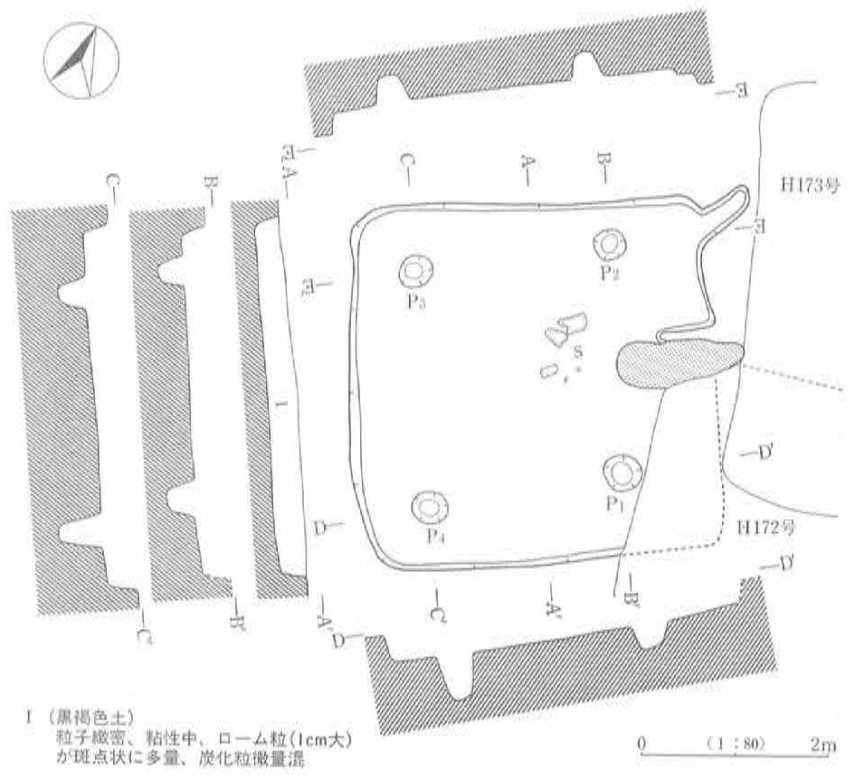 E
E'
A
C
A
B
H173号
C
B
E
E'
P3
P2
S
I
D'
D
P4
P1
H172号
D'
C'
B'
A'
D
C'
A'
B'
I (黒褐色土)
粒子緻密、粘性中、ローム粒(1cm大)
が斑点状に多量、炭化粒微量混
0 (1:80) 2m